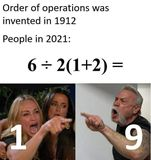 Order of operations was
invented in 1912
People in 2021:
6 ÷ 2(1+2) =
1 9